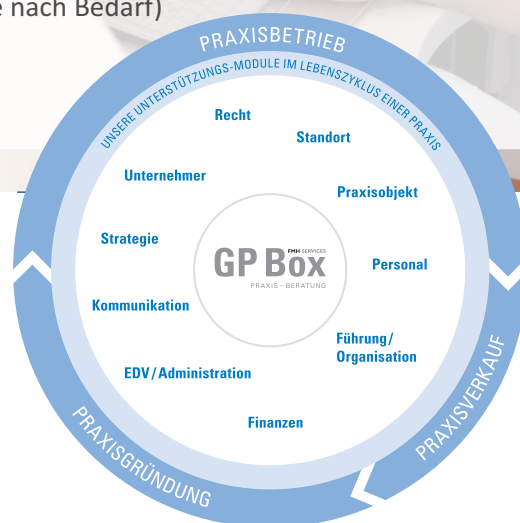 e nach Bedarf)
PRAXISBETRIEB
UNSERE UNTERSTÜTZUNGS-MODULE IM LEBENSZYKLUS EINER PRAXIS
Recht
Standort
Unternehmer
Praxisobjekt
Strategie
FMH SERVICES
GP Box
PRAXIS – BERATUNG
Personal
Kommunikation
Führung/
Organisation
EDV/Administration
Finanzen
PRAXISGRÜNDUNG
PRAXISVERKAUF